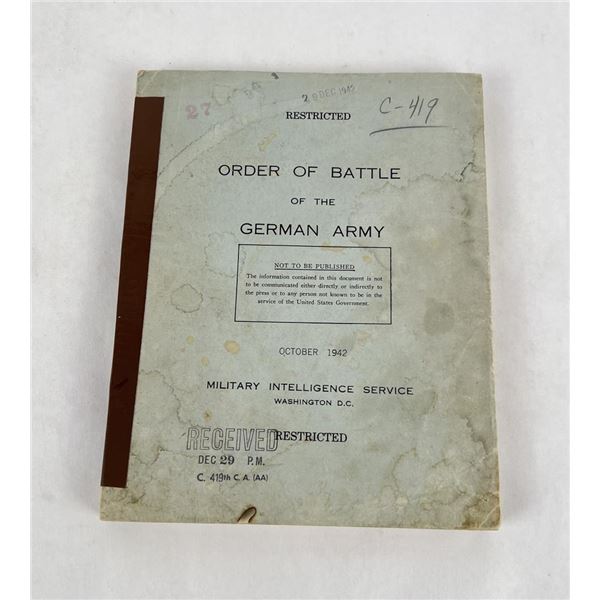 27
29 DEC 1942
C-419
RESTRICTED
ORDER OF BATTLE
OF THE
GERMAN ARMY
NOT TO BE PUBLISHED
The information contained in this document is not
to be communicated either directly or indirectly to
the press or to any person not known to be in the
service of the United States Government.
OCTOBER 1942
MILITARY INTELLIGENCE SERVICE
WASHINGTON D.C.
RESTRICTED
RECEIVED
DEC 29 P.M.
C. 419th C. A. (AA)